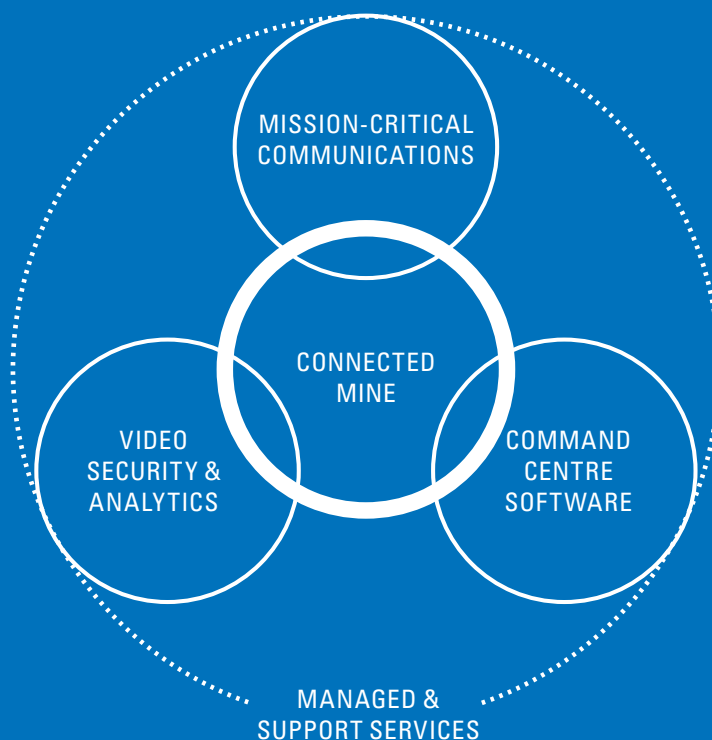 MISSION-CRITICAL
COMMUNICATIONS
CONNECTED
MINE
VIDEO
SECURITY &
ANALYTICS
COMMAND
CENTRE
SOFTWARE
MANAGED &
SUPPORT SERVICES